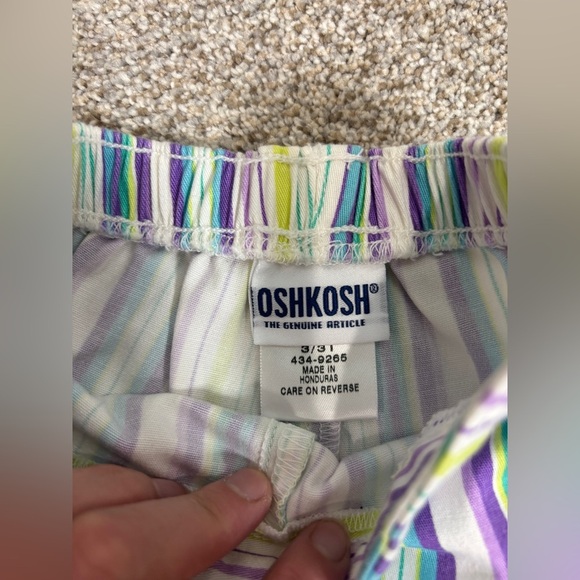 OSHKOSH®
THE GENUINE ARTICLE
3/3T
434-9265
MADE IN
HONDURAS
CARE ON REVERSE